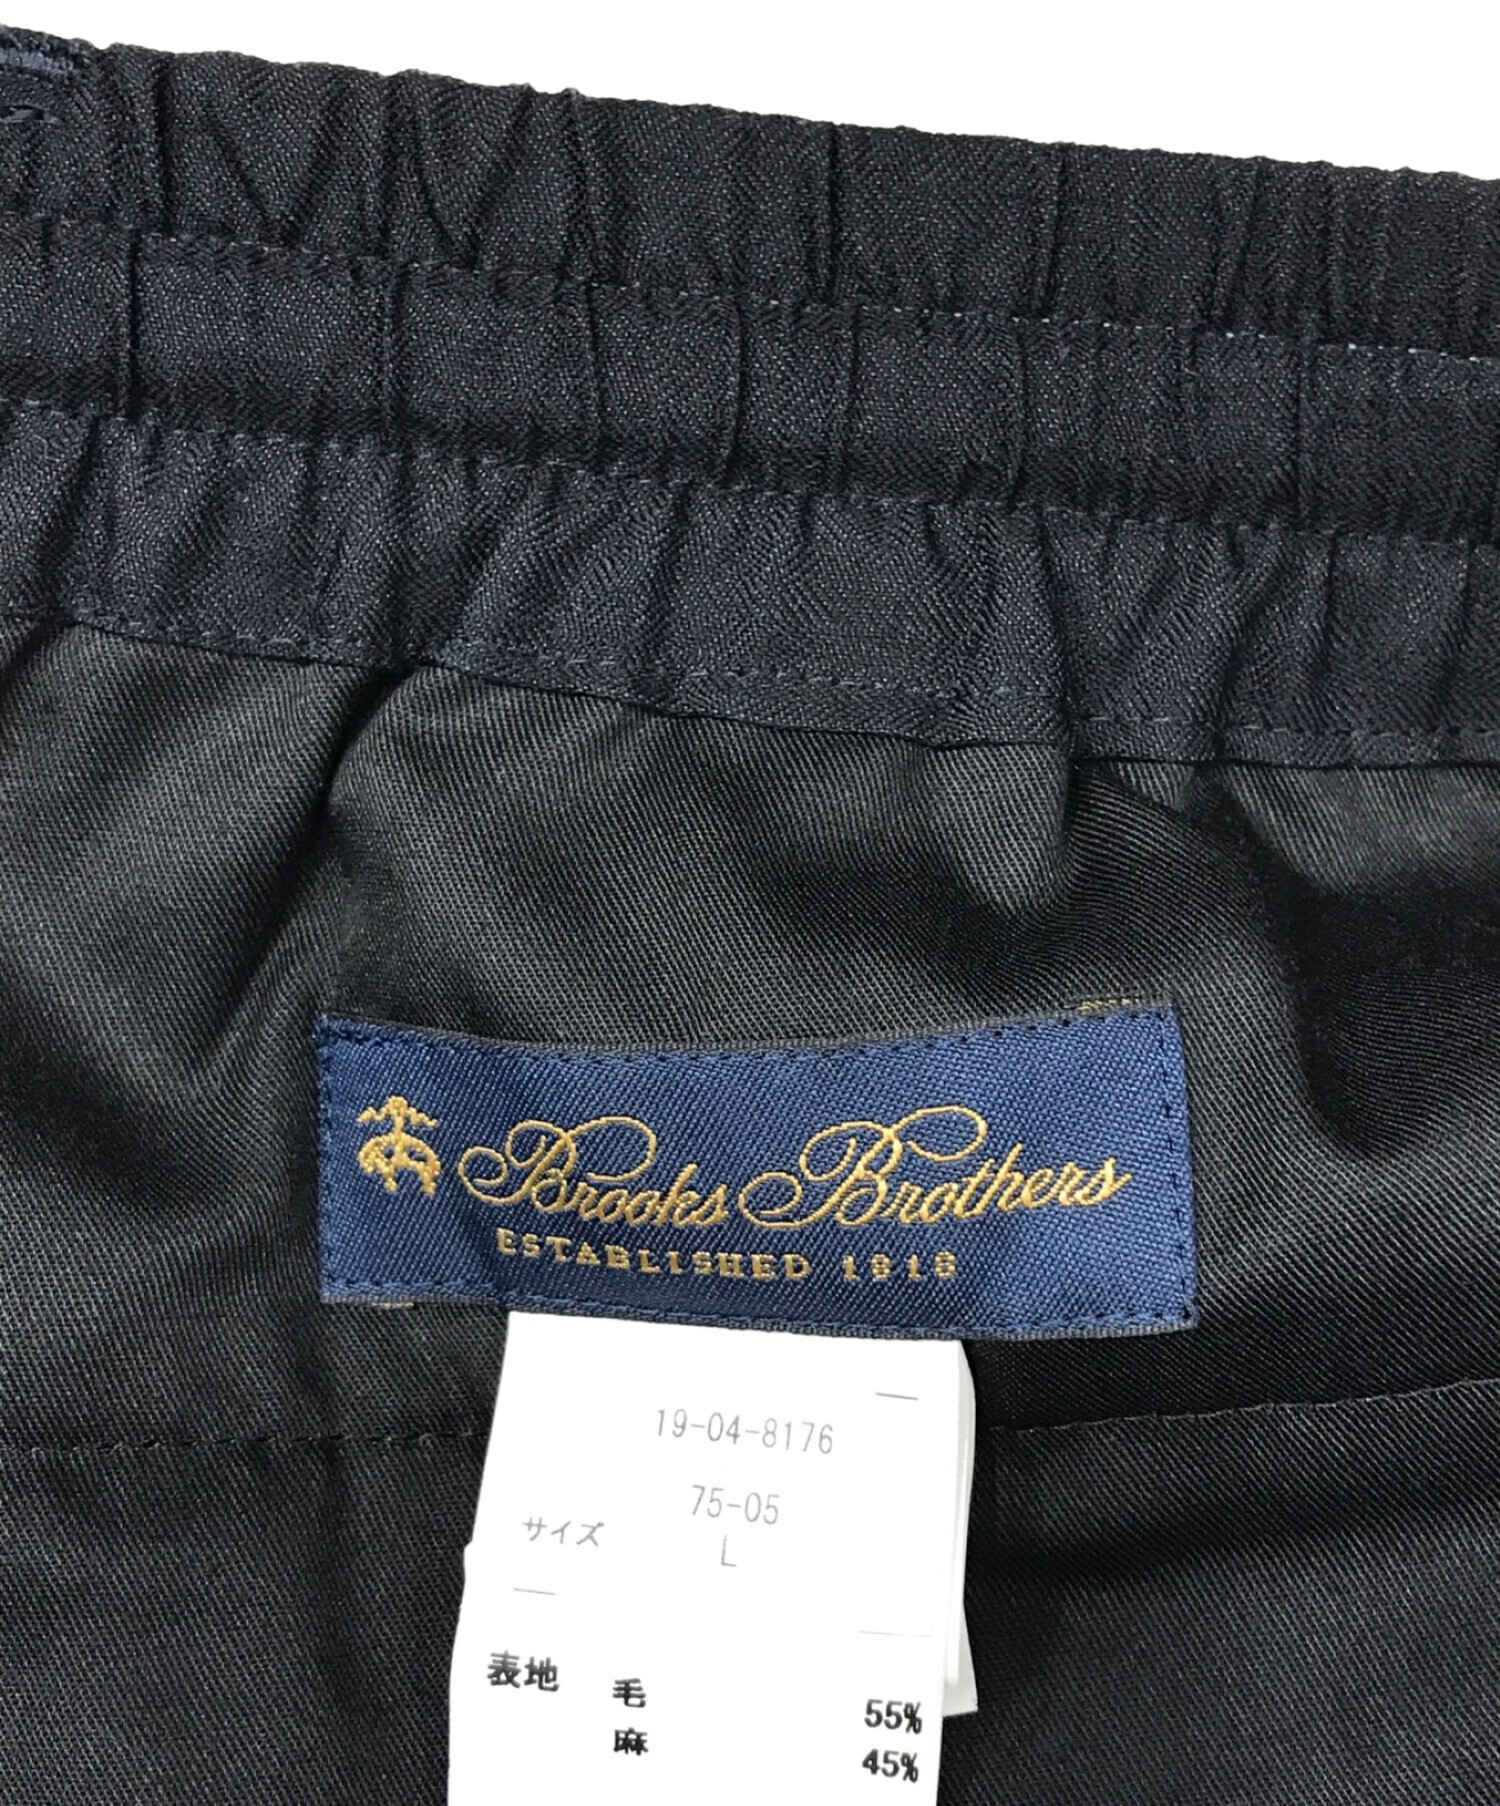 Brooks Brothers
ESTABLISHED 1818
19-04-8176
75-05
サイズ L
表地 毛 55%
麻 45%